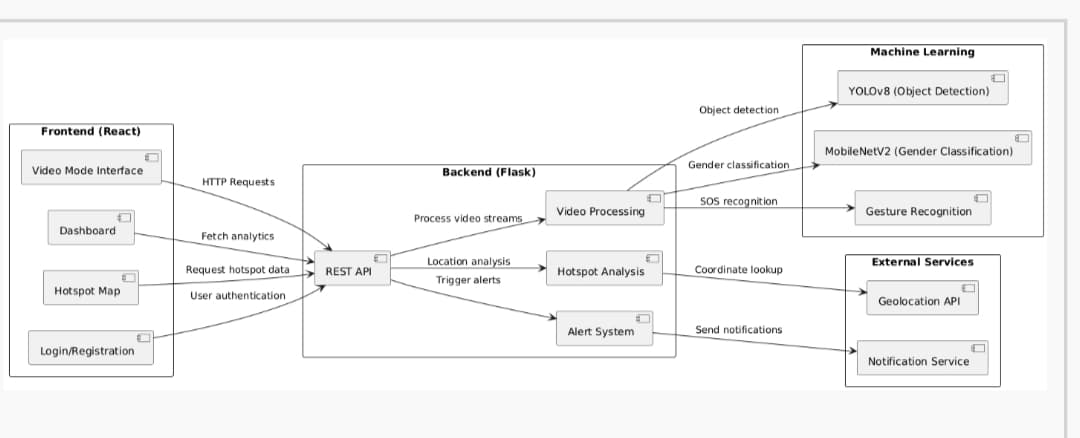 Frontend (React)
Video Mode Interface
Dashboard
Hotspot Map
Login/Registration
HTTP Requests
Fetch analytics
Request hotspot data
User authentication
Backend (Flask)
REST API
Process video streams
Location analysis
Trigger alerts
Video Processing
Hotspot Analysis
Alert System
Object detection
Gender classification
SOS recognition
Coordinate lookup
Send notifications
Machine Learning
YOLOv8 (Object Detection)
MobileNetV2 (Gender Classification)
Gesture Recognition
External Services
Geolocation API
Notification Service